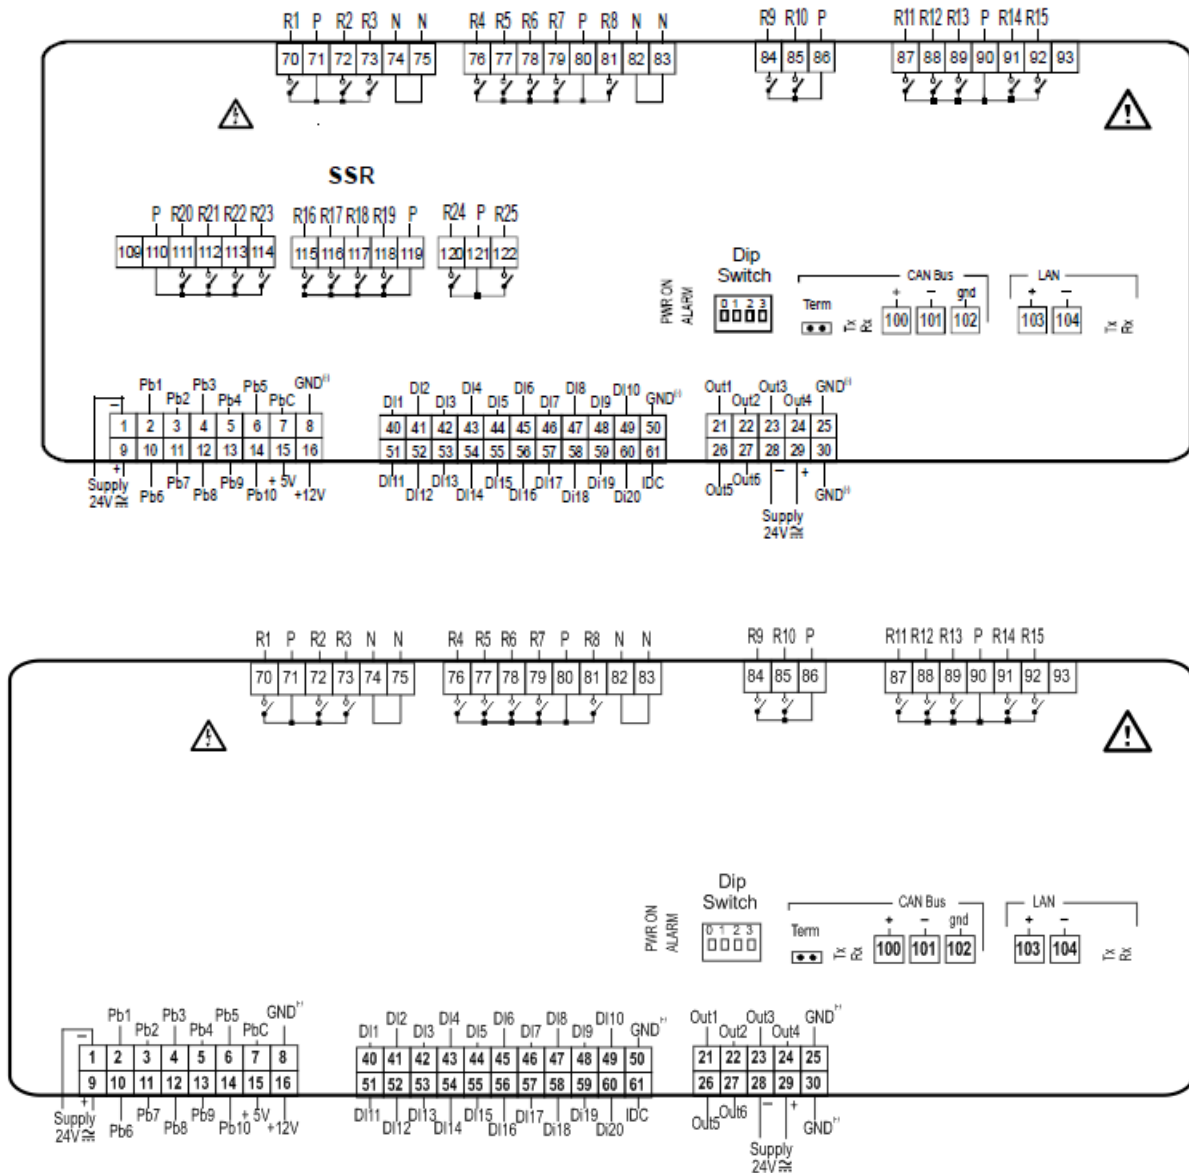 R1 P R2 R3 N N R4 R5 R6 R7 P R8 N N R9 R10 P R11 R12 R13 P R14 R15
70 71 72 73 74 75 76 77 78 79 80 81 82 83 84 85 86 87 88 89 90 91 92 93
SSR
P R20 R21 R22 R23 R16 R17 R18 R19 P R24 P R25
109 110 111 112 113 114 115 116 117 118 119 120 121 122
PWR ON
ALARM
Dip
Switch
0 1 2 3
Term
Tx
Rx
CAN Bus
+ – gnd
100 101 102
LAN
+ –
103 104
Tx
Rx
Pb1 Pb3 Pb5 GND(-)
Pb2 Pb4 PbC
– 1 2 3 4 5 6 7 8
9 10 11 12 13 14 15 16
+
Supply
24V
Pb6 Pb7 Pb8 Pb9 Pb10 + 5V +12V
DI2 DI4 DI6 DI8 DI10
DI1 DI3 DI5 DI7 DI9 GND(-)
40 41 42 43 44 45 46 47 48 49 50
51 52 53 54 55 56 57 58 59 60 61
DI11 DI13 DI15 DI17 Di19 IDC
DI12 DI14 DI16 Di18 Di20
Out1 Out3 GND(-)
Out2 Out4
21 22 23 24 25
26 27 28 29 30
Out5 Out6 – + GND(-)
Supply
24V
R1 P R2 R3 N N R4 R5 R6 R7 P R8 N N R9 R10 P R11 R12 R13 P R14 R15
70 71 72 73 74 75 76 77 78 79 80 81 82 83 84 85 86 87 88 89 90 91 92 93
PWR ON
ALARM
Dip
Switch
0 1 2 3
Term
Tx
Rx
CAN Bus
+ – gnd
100 101 102
LAN
+ –
103 104
Tx
Rx
Pb1 Pb3 Pb5 GND(-)
Pb2 Pb4 PbC
– 1 2 3 4 5 6 7 8
9 10 11 12 13 14 15 16
+
Supply
24V
Pb6 Pb7 Pb8 Pb9 Pb10 + 5V +12V
DI2 DI4 DI6 DI8 DI10
DI1 DI3 DI5 DI7 DI9 GND(-)
40 41 42 43 44 45 46 47 48 49 50
51 52 53 54 55 56 57 58 59 60 61
DI11 DI13 DI15 DI17 Di19 IDC
DI12 DI14 DI16 Di18 Di20
Out1 Out3 GND(-)
Out2 Out4
21 22 23 24 25
26 27 28 29 30
Out5 Out6 – + GND(-)
Supply
24V